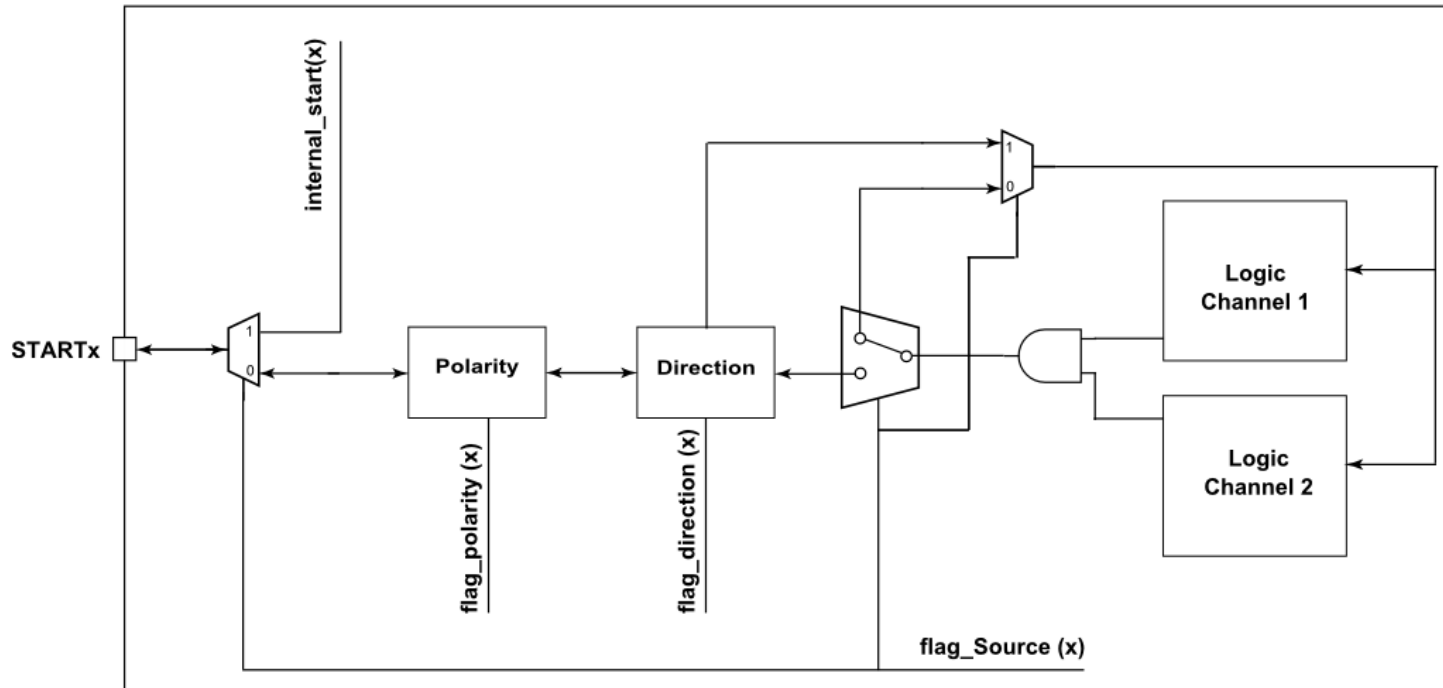 internal_start(x)
1
0
Logic
Channel 1
1
0
STARTx
Polarity
Direction
Logic
Channel 2
flag_polarity (x)
flag_direction (x)
flag_Source (x)